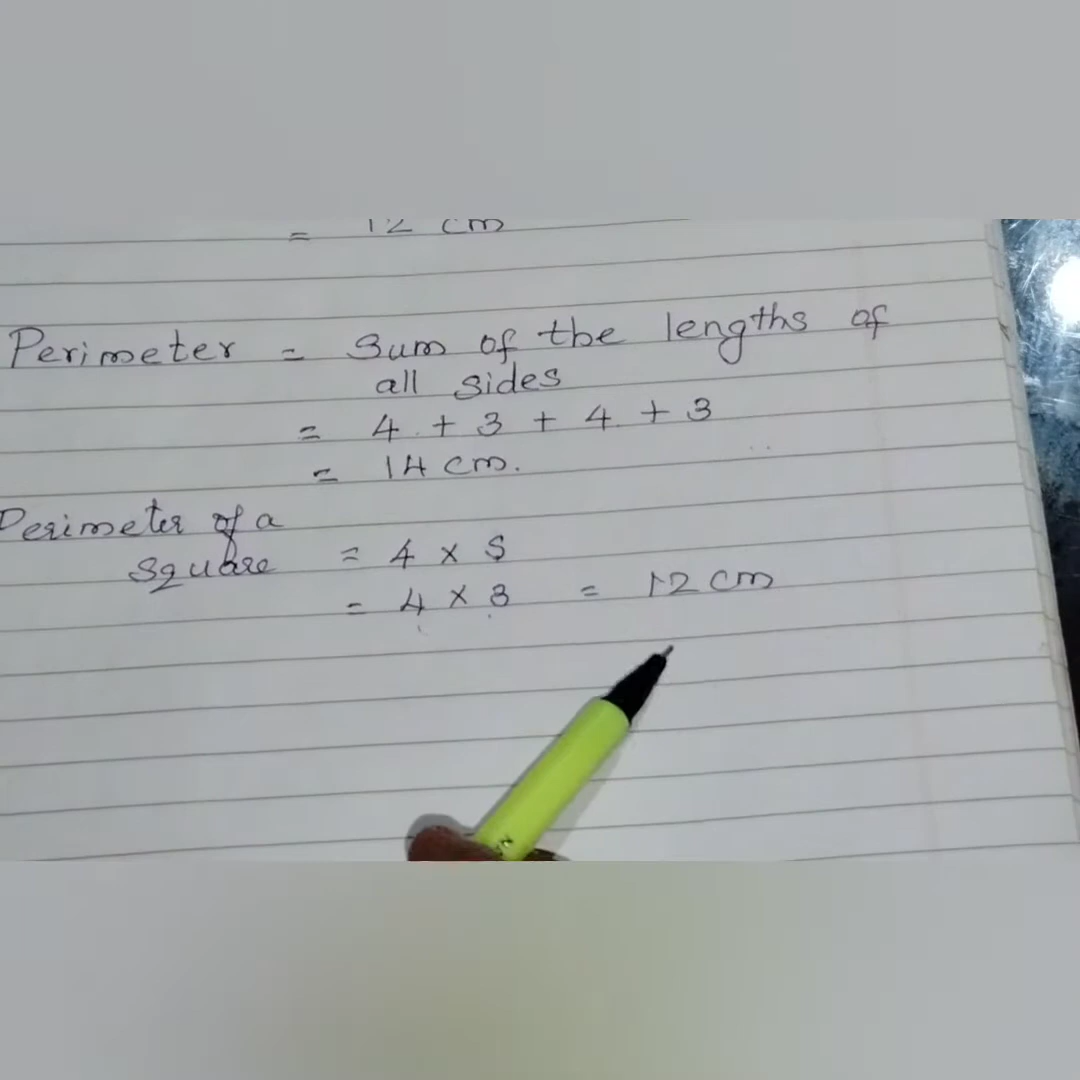 = 12 cm
Perimeter = Sum of the lengths of
all sides
= 4 + 3 + 4 + 3
= 14 cm.
Perimeter of a
square = 4 × S
= 4 × 3 = 12 cm